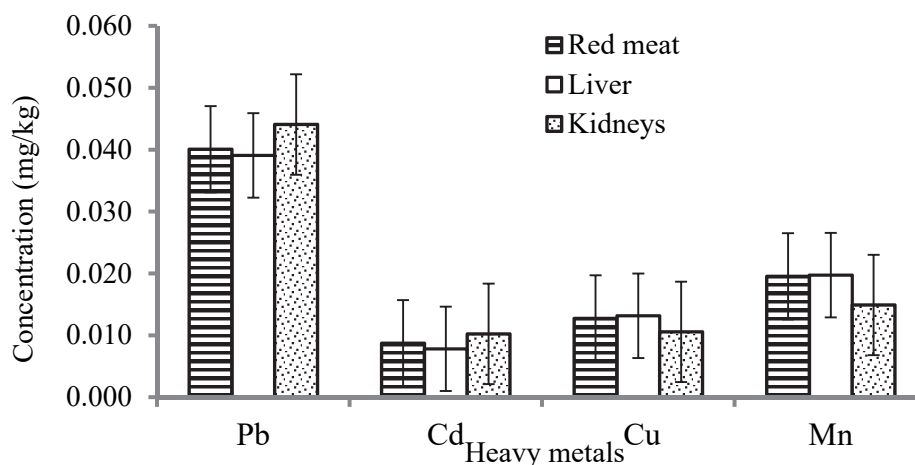 0.060
0.050
0.040
0.030
0.020
0.010
0.000
Concentration (mg/kg)
Red meat
Liver
Kidneys
Pb
Cd
Cu
Mn
Heavy metals